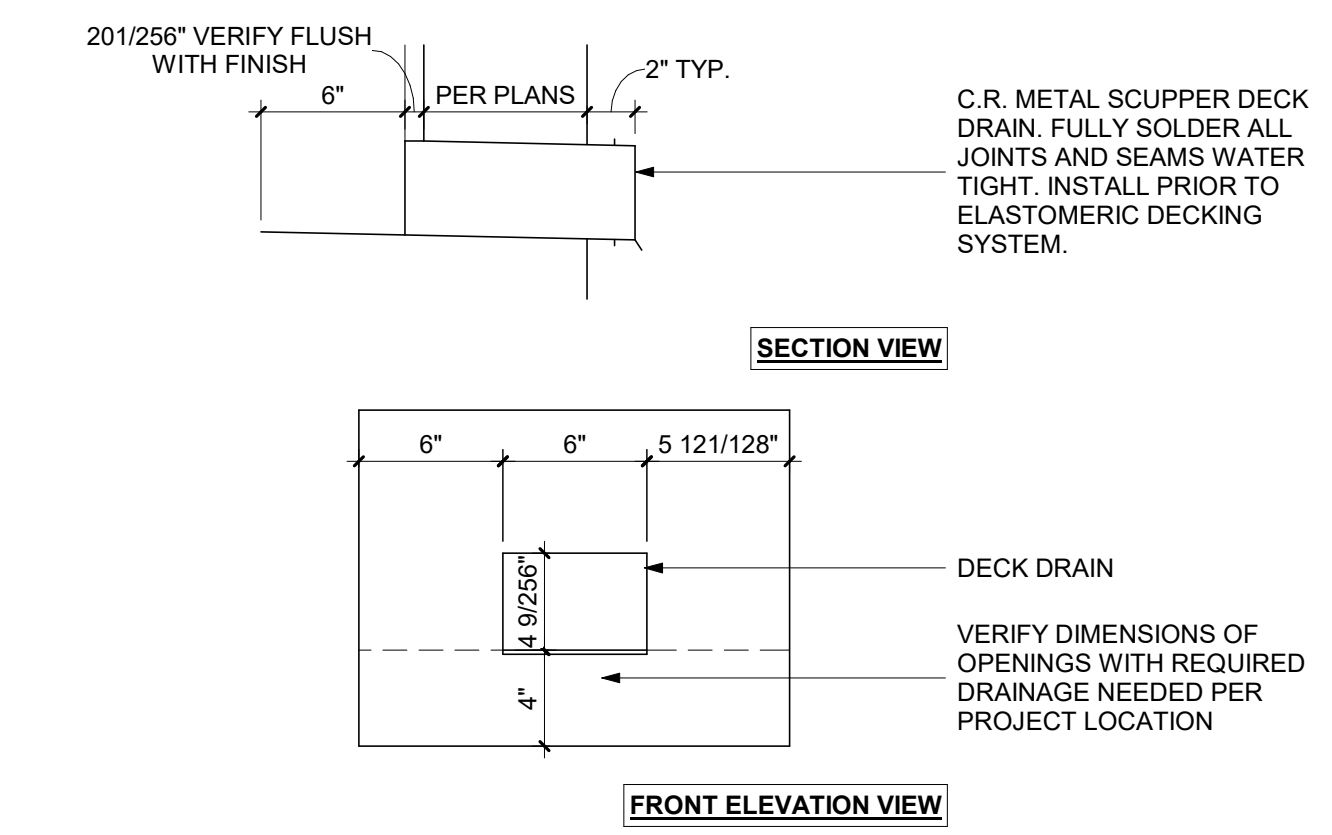 201/256" VERIFY FLUSH
WITH FINISH
6"
PER PLANS
2" TYP.
C.R. METAL SCUPPER DECK
DRAIN. FULLY SOLDER ALL
JOINTS AND SEAMS WATER
TIGHT. INSTALL PRIOR TO
ELASTOMERIC DECKING
SYSTEM.
SECTION VIEW
6"
6"
5 121/128"
4 9/256"
4"
DECK DRAIN
VERIFY DIMENSIONS OF
OPENINGS WITH REQUIRED
DRAINAGE NEEDED PER
PROJECT LOCATION
FRONT ELEVATION VIEW